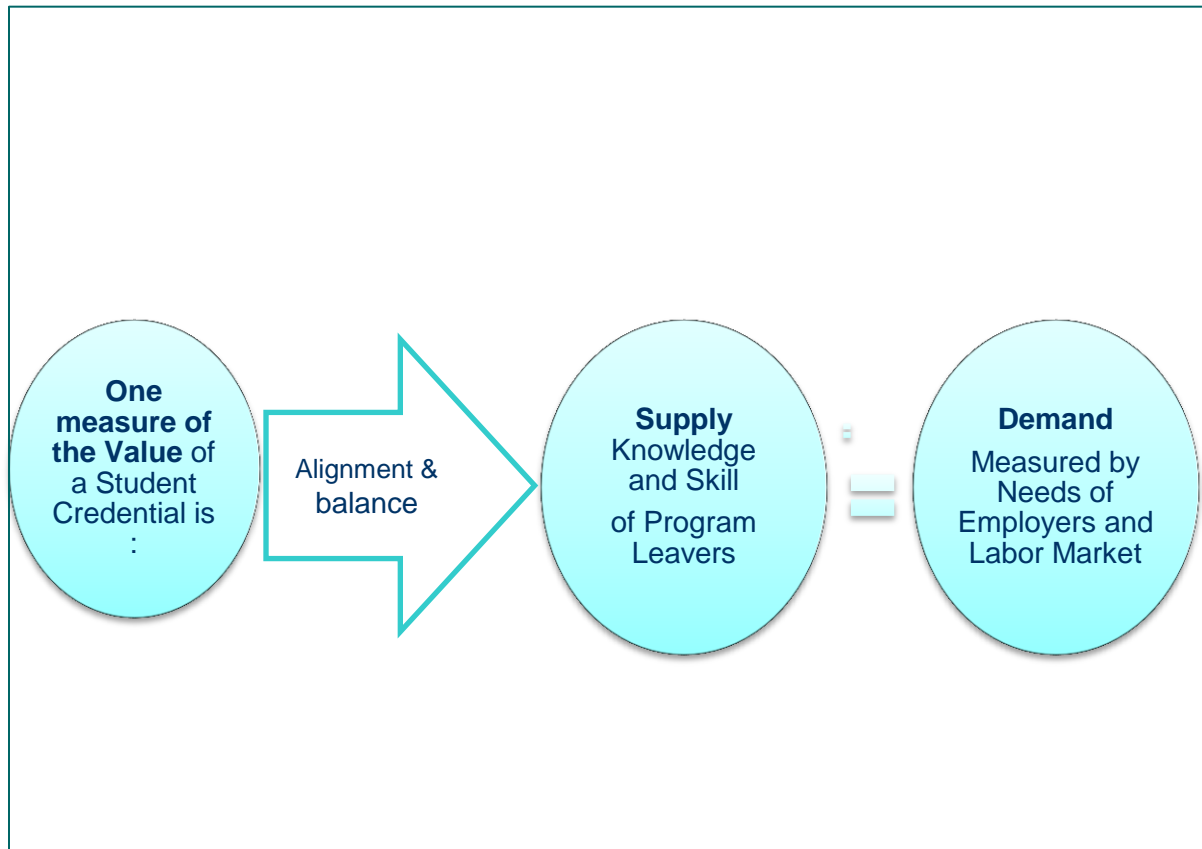 One
measure of
the Value of
a Student
Credential is
:
Alignment &
balance
Supply
Knowledge
and Skill
of Program
Leavers
=
Demand
Measured by
Needs of
Employers and
Labor Market